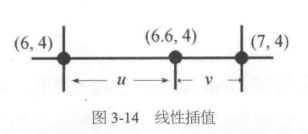 (6, 4)
(6.6, 4)
(7, 4)
u
v
图 3-14 线性插值